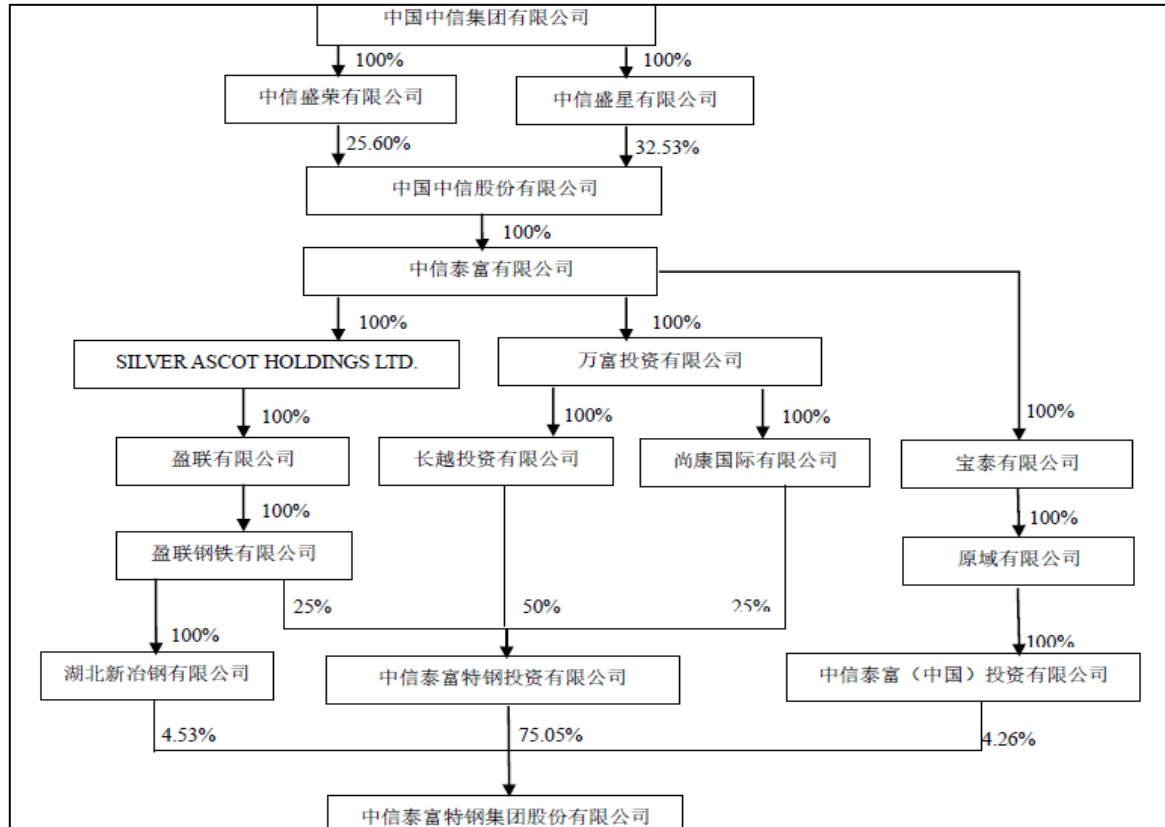 中国中信集团有限公司
100%
100%
中信盛荣有限公司
中信盛星有限公司
25.60%
32.53%
中国中信股份有限公司
100%
中信泰富有限公司
100%
100%
SILVER ASCOT HOLDINGS LTD.
万富投资有限公司
100%
100%
100%
100%
盈联有限公司
长越投资有限公司
尚康国际有限公司
宝泰有限公司
100%
100%
盈联钢铁有限公司
原域有限公司
25%
50%
25%
100%
100%
湖北新冶钢有限公司
中信泰富特钢投资有限公司
中信泰富（中国）投资有限公司
4.53%
75.05%
4.26%
中信泰富特钢集团股份有限公司